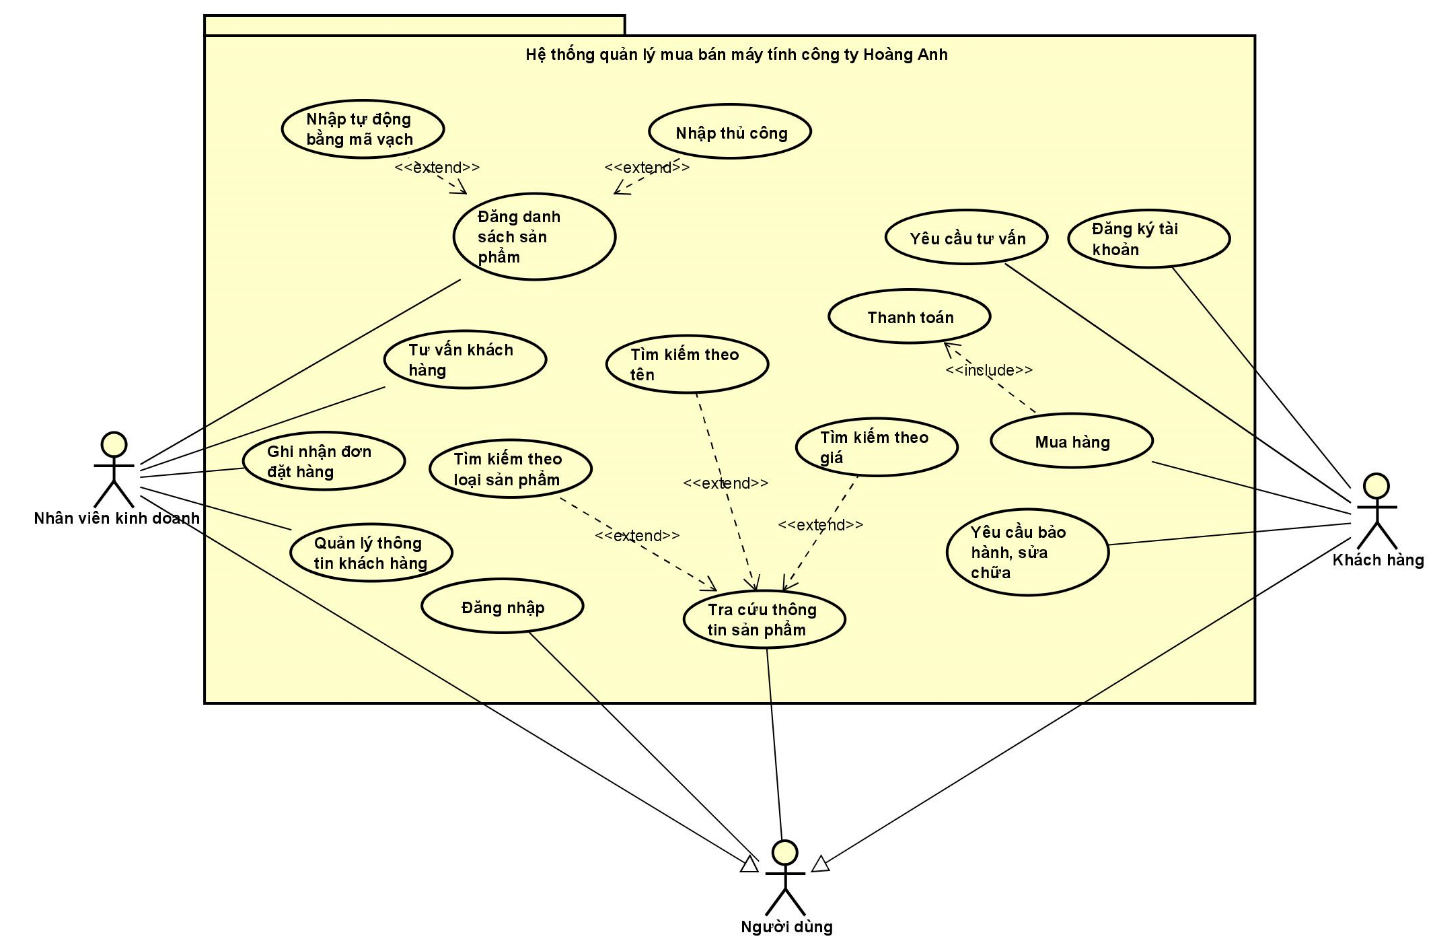 Hệ thống quản lý mua bán máy tính công ty Hoàng Anh
Nhập tự động
bằng mã vạch
Nhập thủ công
<<extend>>
<<extend>>
Đăng danh
sách sản
phẩm
Yêu cầu tư vấn
Đăng ký tài
khoản
Thanh toán
Tư vấn khách
hàng
Tìm kiếm theo
tên
<<include>>
Ghi nhận đơn
đặt hàng
Tìm kiếm theo
loại sản phẩm
Tìm kiếm theo
giá
Mua hàng
<<extend>>
<<extend>>
<<extend>>
Nhân viên kinh doanh
Quản lý thông
tin khách hàng
Yêu cầu bảo
hành, sửa
chữa
Khách hàng
Đăng nhập
Tra cứu thông
tin sản phẩm
Người dùng